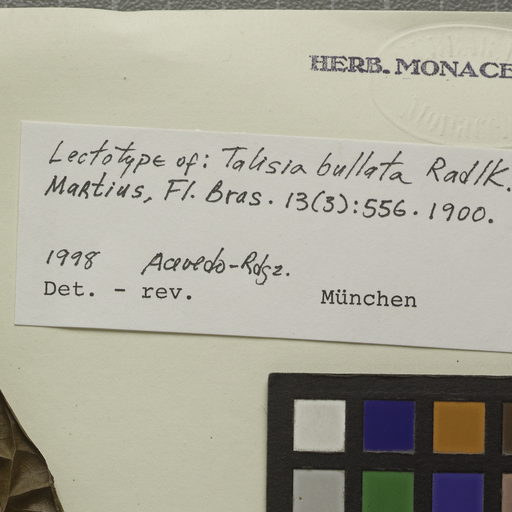 HERB. MONACE
Lectotype of: Talisia bullata Radlk.
Martius, Fl. Bras. 13(3):556. 1900.
1998 Acevedo-Rdgz.
Det. - rev. München